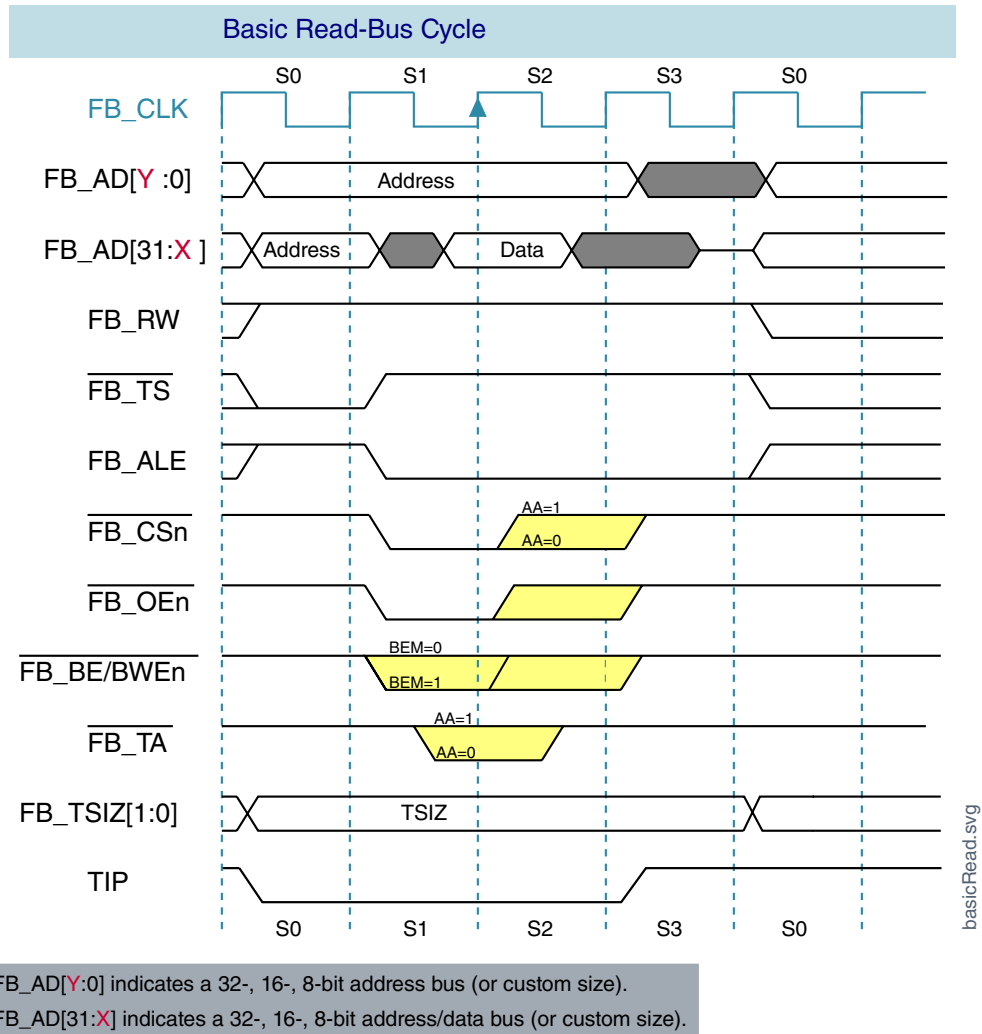 Basic Read-Bus Cycle
S0 S1 S2 S3 S0
FB_CLK
FB_AD[Y :0] Address
FB_AD[31:X ] Address Data
FB_RW
FB_TS
FB_ALE
FB_CSn
AA=1
AA=0
FB_OEn
FB_BE/BWEn
BEM=0
BEM=1
FB_TA
AA=1
AA=0
FB_TSIZ[1:0] TSIZ
TIP
S0 S1 S2 S3 S0
basicRead.svg
FB_AD[Y:0] indicates a 32-, 16-, 8-bit address bus (or custom size).
FB_AD[31:X] indicates a 32-, 16-, 8-bit address/data bus (or custom size).